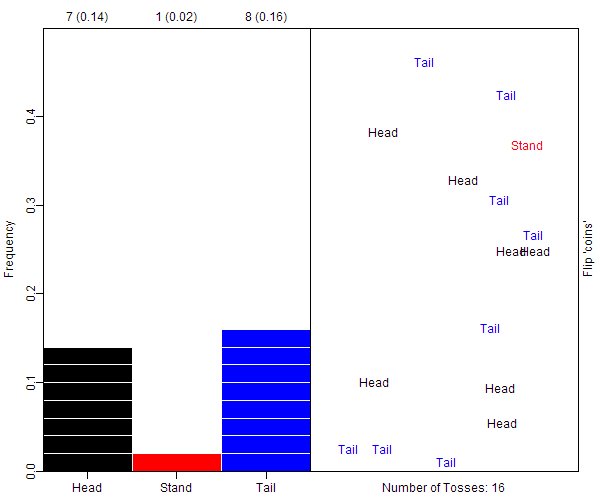 7 (0.14) 1 (0.02) 8 (0.16)
Frequency
0.4
0.3
0.2
0.1
0.0
Head Stand Tail
Tail
Tail
Head
Stand
Head
Tail
Tail
Head Head
Tail
Head
Head
Head
Tail Tail
Tail
Number of Tosses: 16
Flip 'coins'